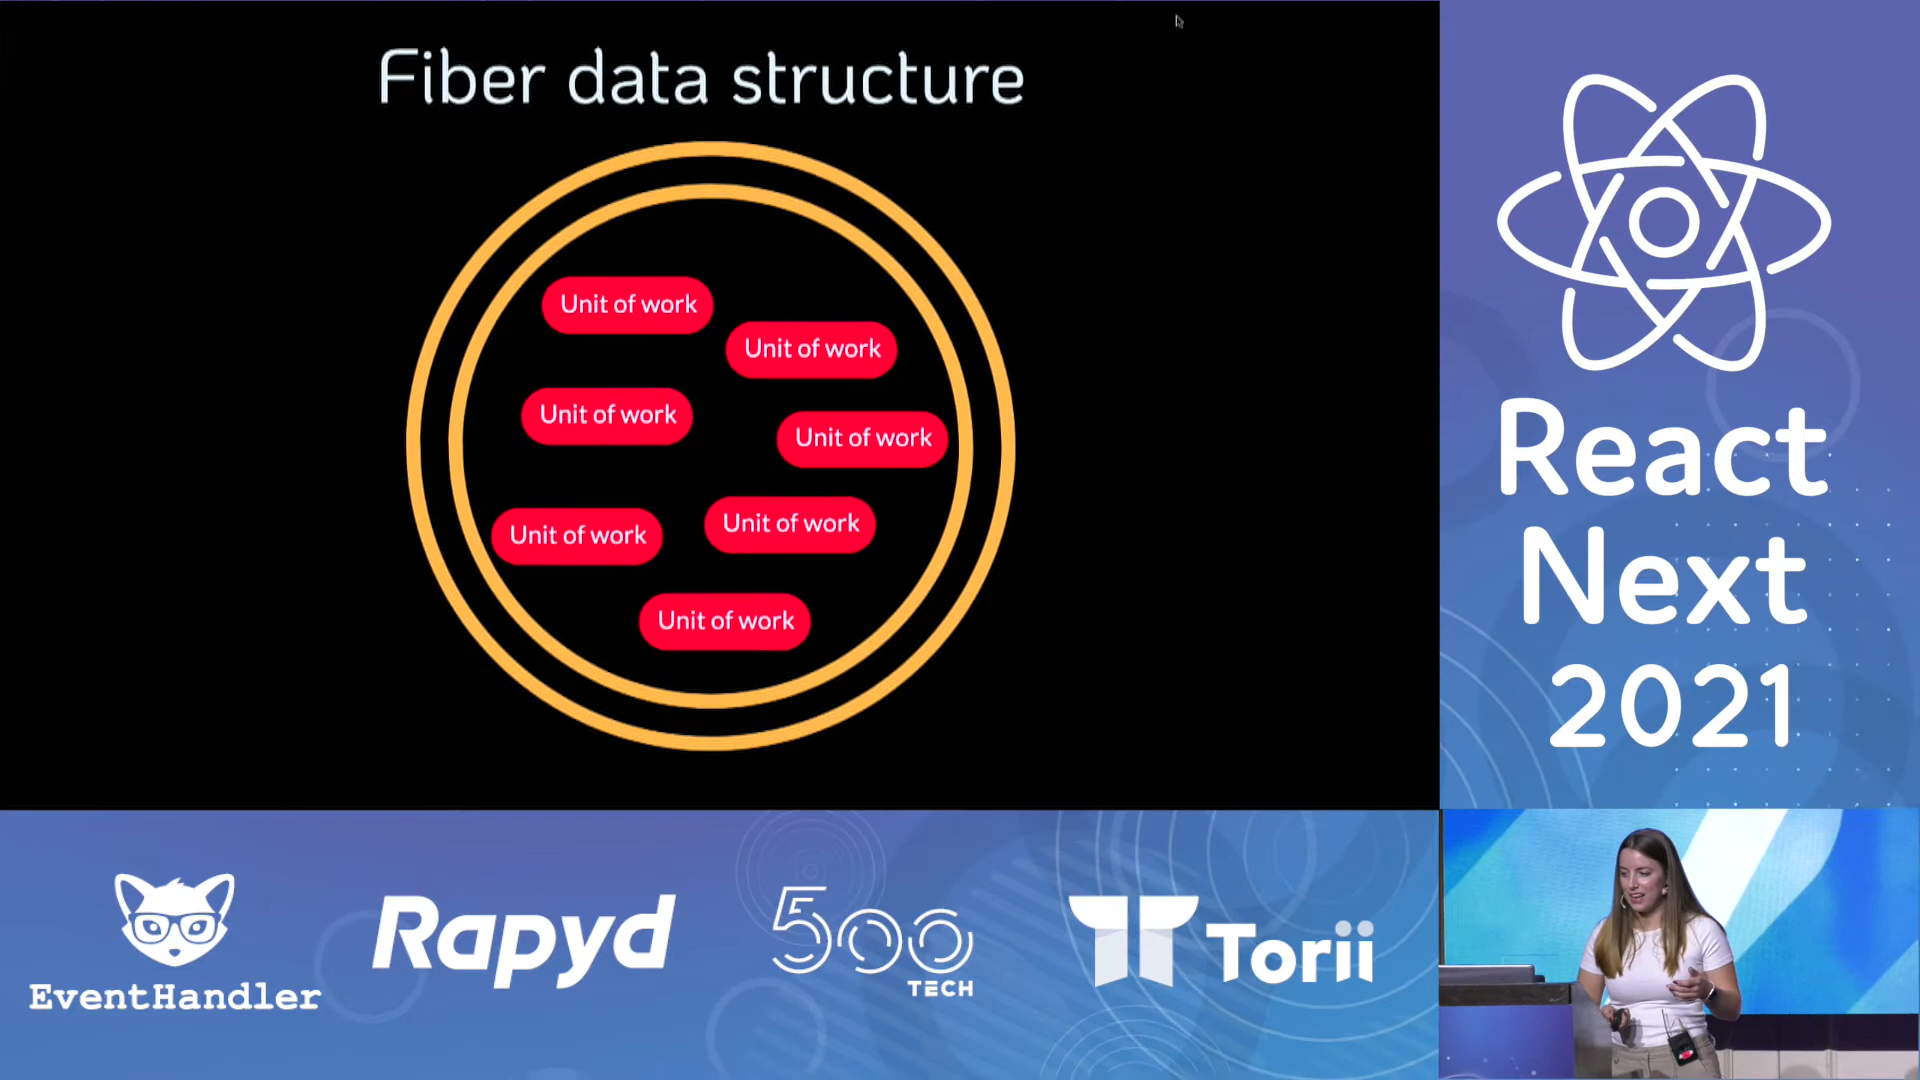 Fiber data structure
Unit of work
Unit of work
Unit of work
Unit of work
Unit of work
Unit of work
Unit of work
React
Next
2021
EventHandler
Rapyd
500
TECH
Torii